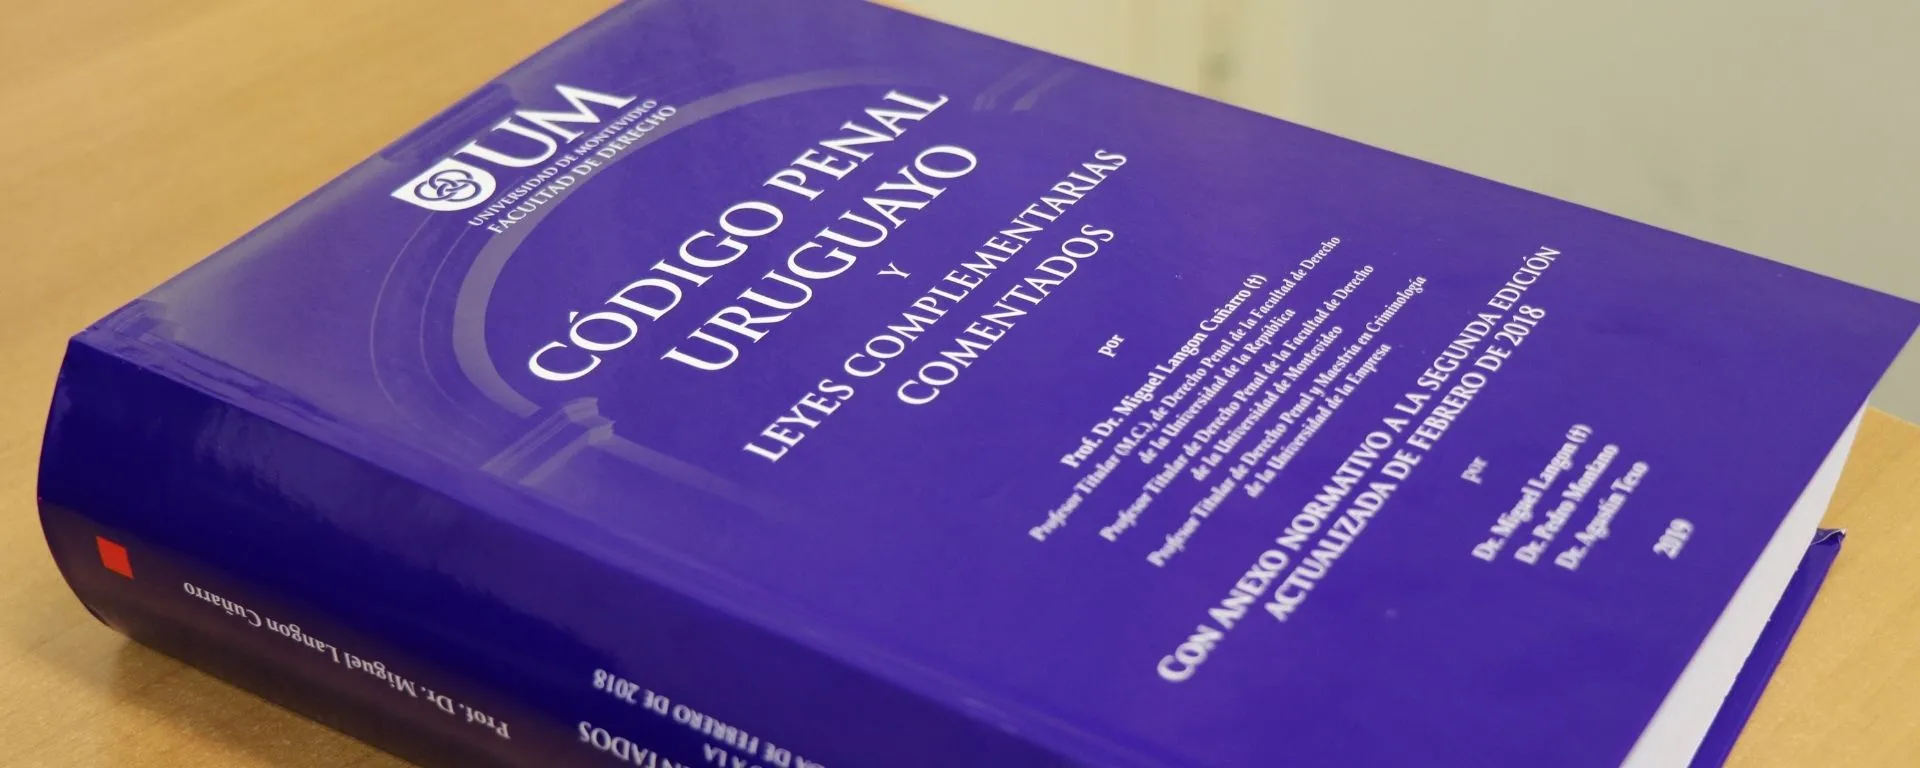 UM
UNIVERSIDAD DE MONTEVIDEO
FACULTAD DE DERECHO
CÓDIGO PENAL
URUGUAYO
Y
LEYES COMPLEMENTARIAS
COMENTADOS
por
Prof. Dr. Miguel Langon Cuñarro (†)
Profesor Titular (M.C.), de Derecho Penal de la Facultad de Derecho
de la Universidad de la República
Profesor Titular de Derecho Penal de la Facultad de Derecho
de la Universidad de Montevideo
Profesor Titular de Derecho Penal y Maestría en Criminología
de la Universidad de la Empresa
CON ANEXO NORMATIVO A LA SEGUNDA EDICIÓN
ACTUALIZADA DE FEBRERO DE 2018
por
Dr. Miguel Langon (†)
Dr. Pedro Montano
Dr. Agustín Texo
2019
Prof. Dr. Miguel Langon Cuñarro
NTADOS
A LA
DA DE FEBRERO DE 2018